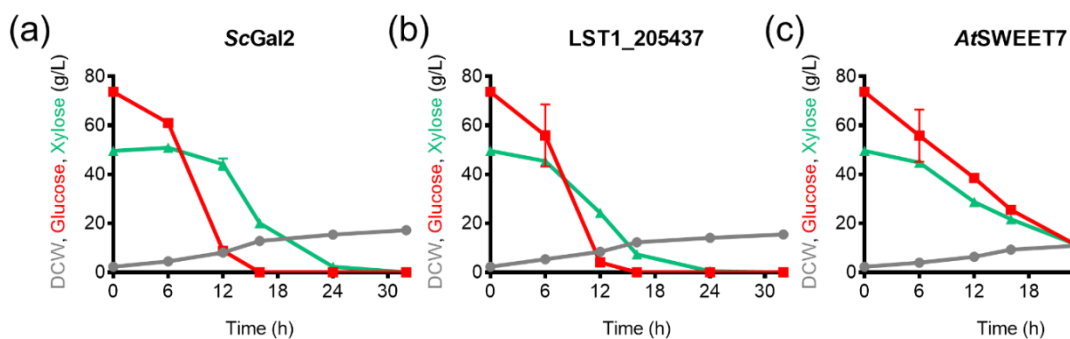 (a)
ScGal2
DCW, Glucose, Xylose (g/L)
80
60
40
20
0
0 6 12 18 24 30
Time (h)
(b)
LST1_205437
DCW, Glucose, Xylose (g/L)
80
60
40
20
0
0 6 12 18 24 30
Time (h)
(c)
AtSWEET7
DCW, Glucose, Xylose (g/L)
80
60
40
20
0
0 6 12 18
Time (h)